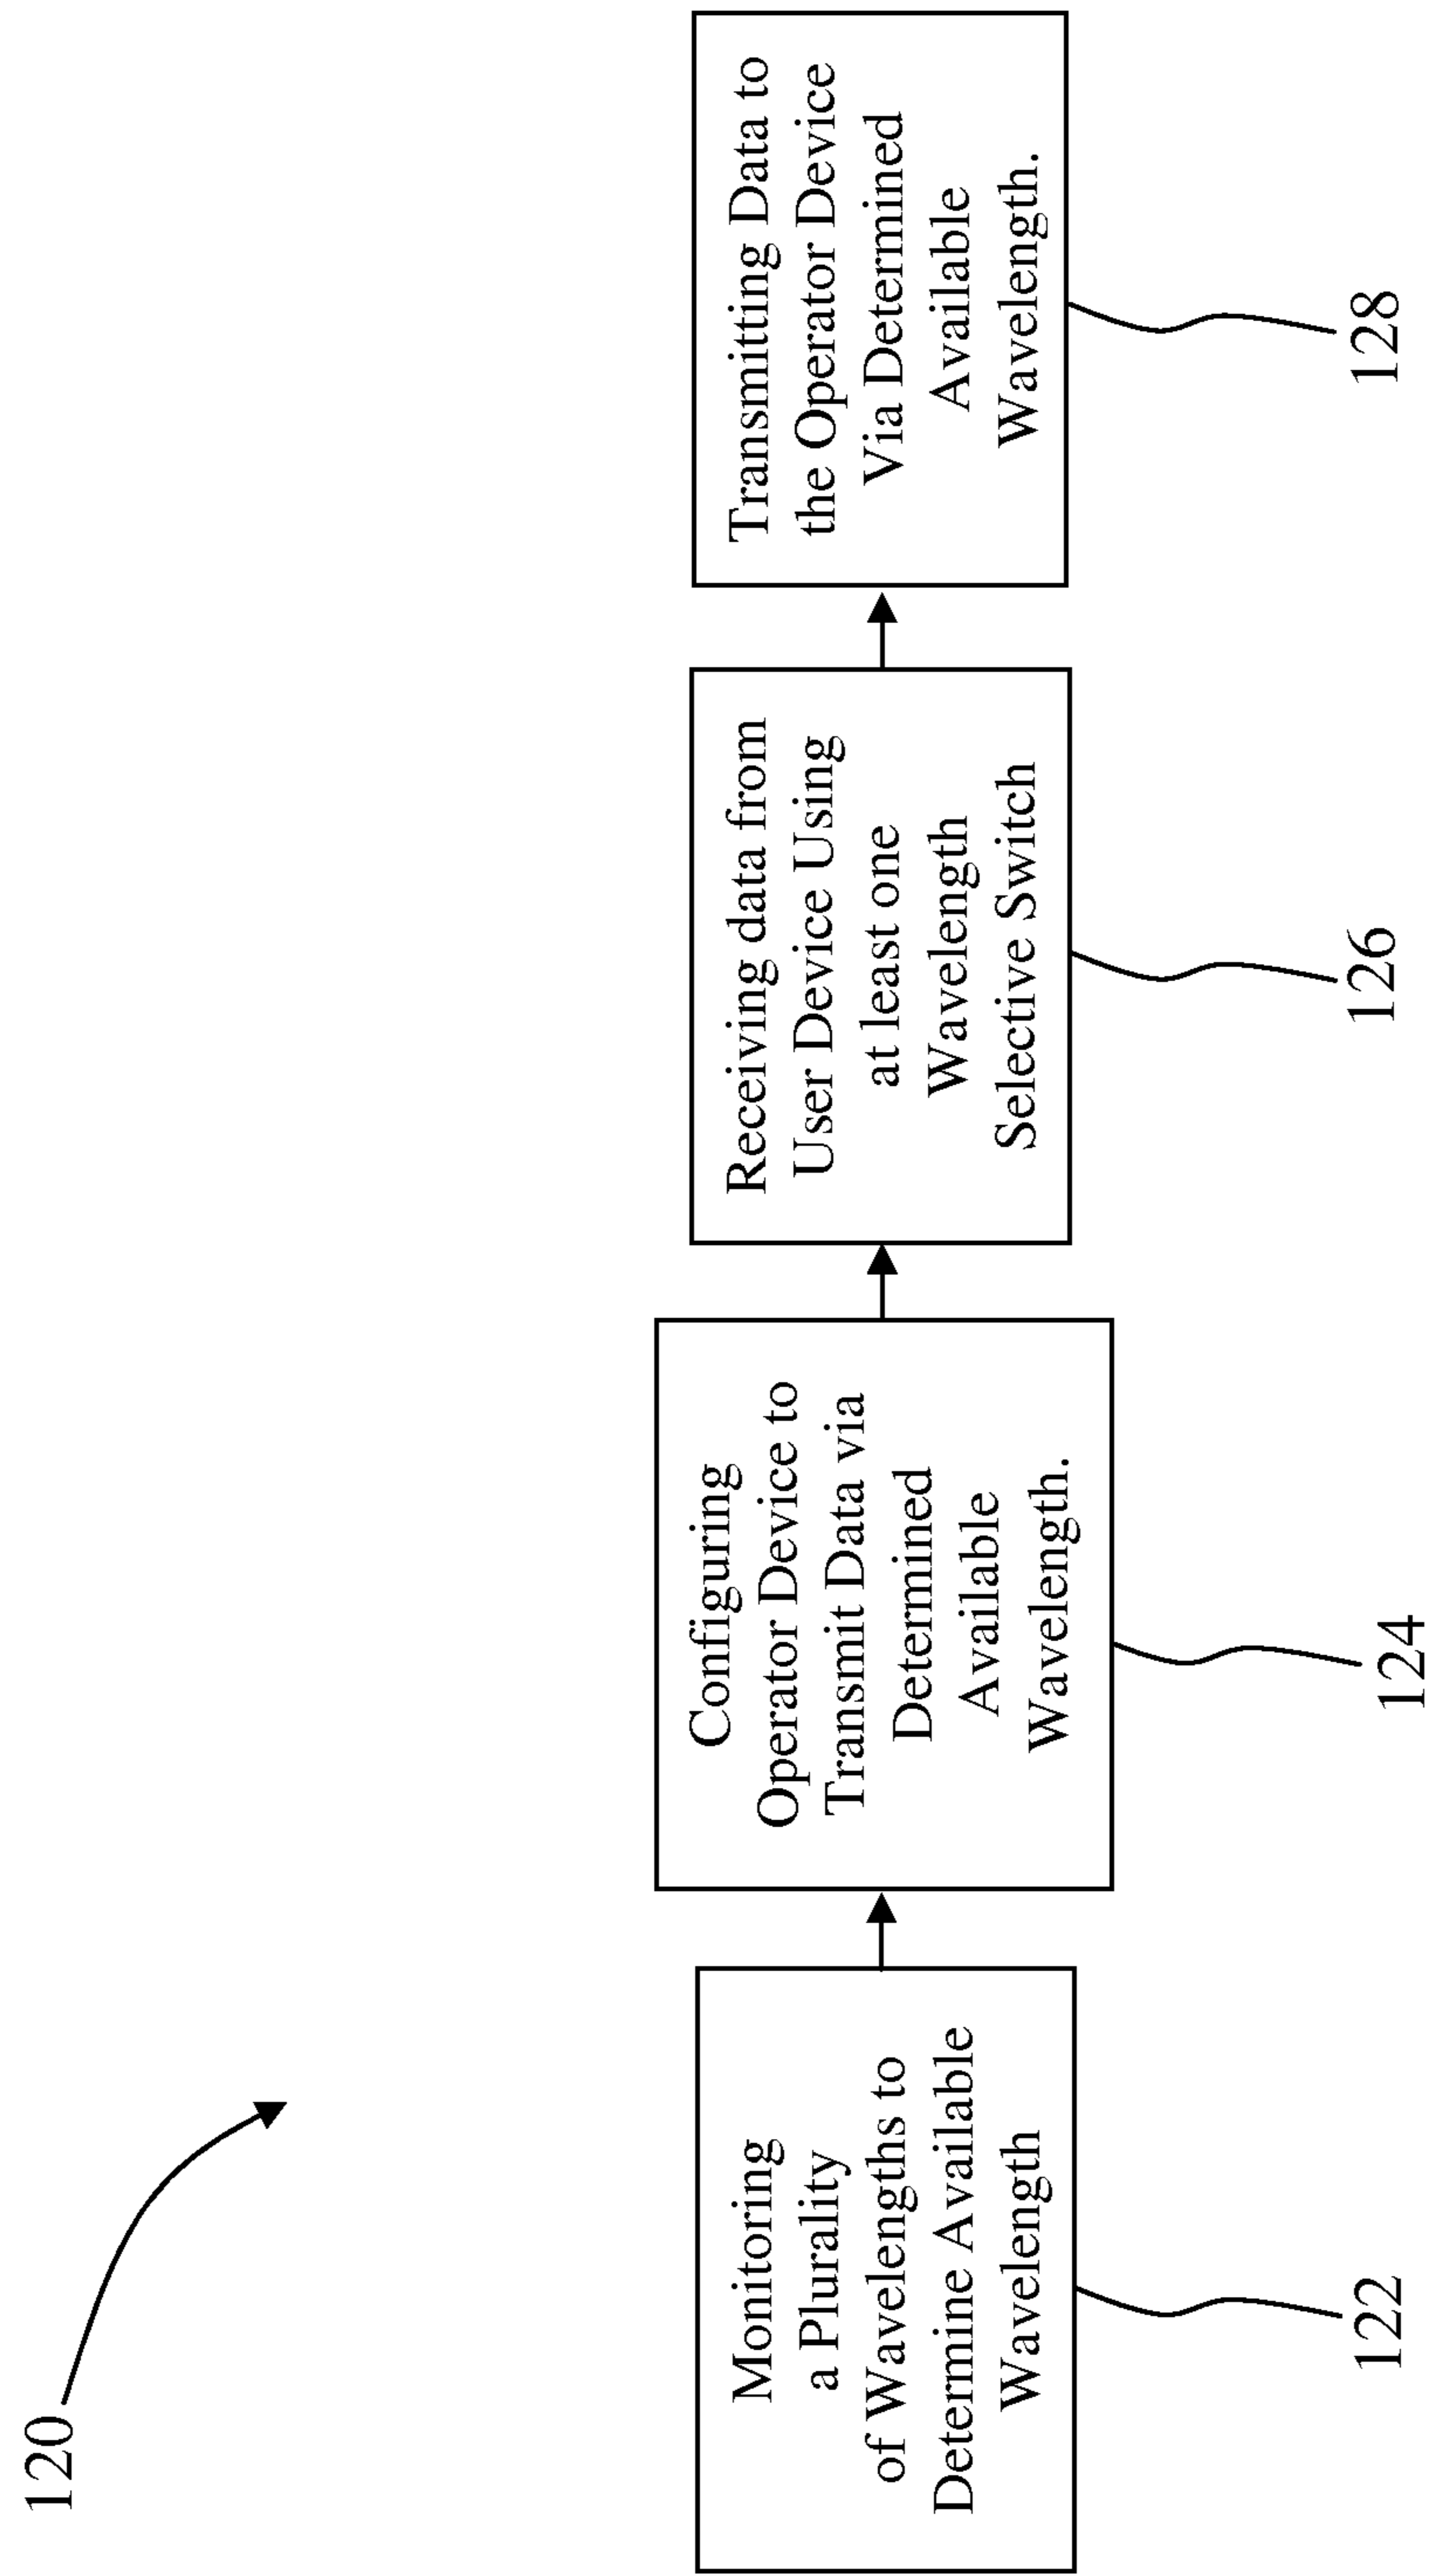 120
Monitoring
a Plurality
of Wavelengths to
Determine Available
Wavelength
122
Configuring
Operator Device to
Transmit Data via
Determined
Available
Wavelength.
124
Receiving data from
User Device Using
at least one
Wavelength
Selective Switch
126
Transmitting Data to
the Operator Device
Via Determined
Available
Wavelength.
128